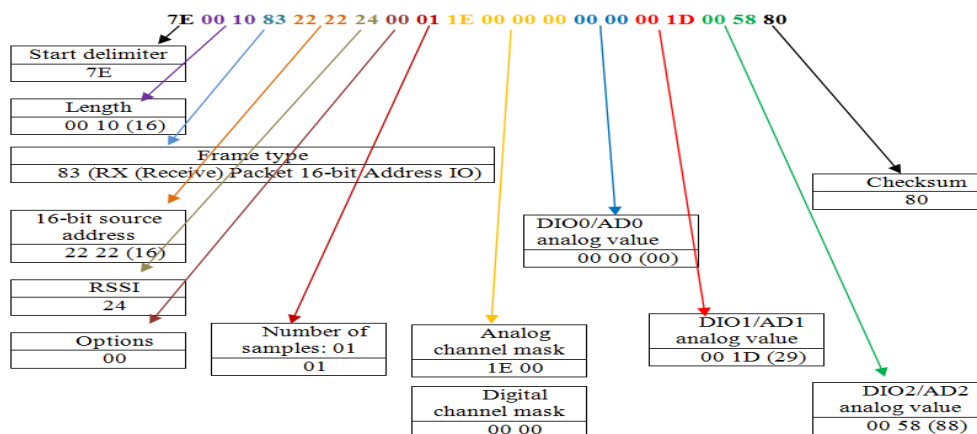 7E 00 10 83 22 22 24 00 01 1E 00 00 00 00 00 00 1D 00 58 80
Start delimiter
7E
Length
00 10 (16)
Frame type
83 (RX (Receive) Packet 16-bit Address IO)
16-bit source
address
22 22 (16)
RSSI
24
Options
00
Number of
samples: 01
01
Analog
channel mask
1E 00
Digital
channel mask
00 00
DIO0/AD0
analog value
00 00 (00)
DIO1/AD1
analog value
00 1D (29)
Checksum
80
DIO2/AD2
analog value
00 58 (88)